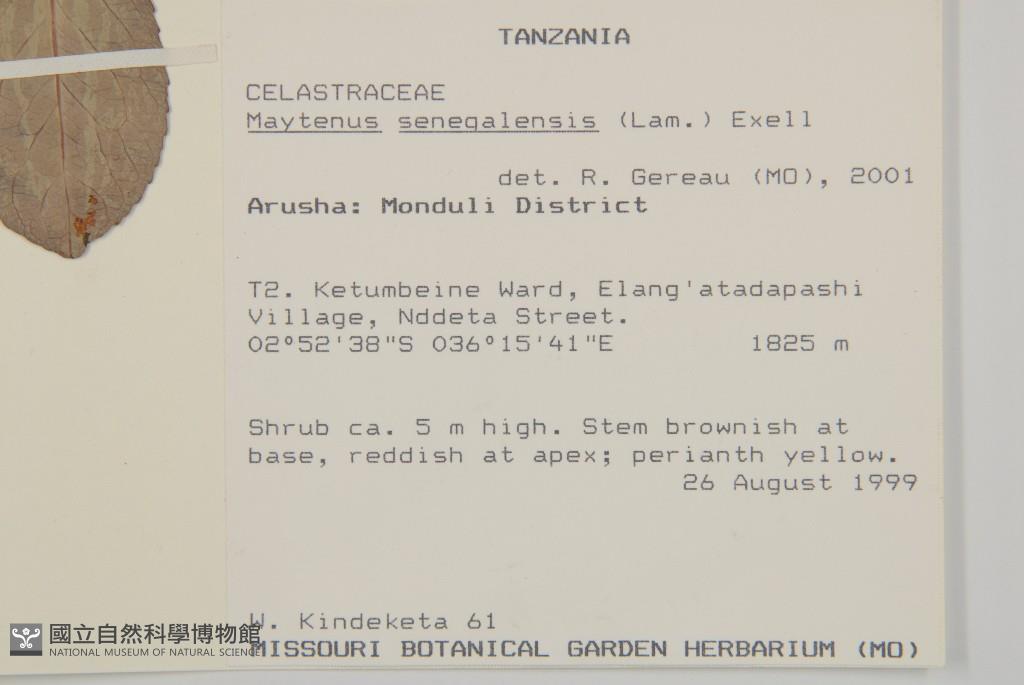 TANZANIA
CELASTRACEAE
Maytenus senegalensis (Lam.) Exell
det. R. Gereau (MO), 2001
Arusha: Monduli District
T2. Ketumbeine Ward, Elang'atadapashi
Village, Nddeta Street.
02°52'38"S 036°15'41"E 1825 m
Shrub ca. 5 m high. Stem brownish at
base, reddish at apex; perianth yellow.
26 August 1999
W. Kindeketa 61
MISSOURI BOTANICAL GARDEN HERBARIUM (MO)
國立自然科學博物館
NATIONAL MUSEUM OF NATURAL SCIENCE